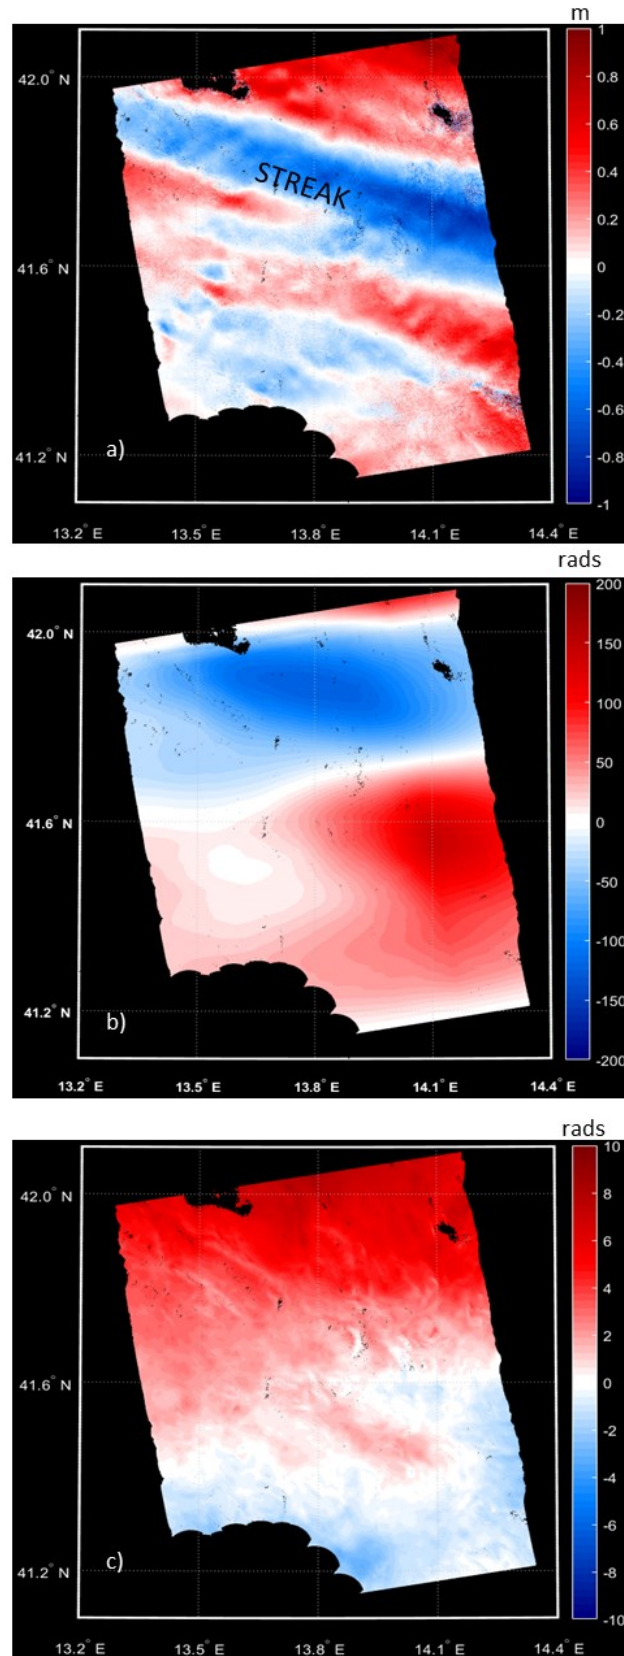 m
1
42.0° N
0.8
0.6
STREAK
0.4
0.2
41.6° N
0
-0.2
-0.4
-0.6
a)
41.2° N
-0.8
-1
13.2° E
13.5° E
13.8° E
14.1° E
14.4° E
rads
200
42.0° N
150
100
50
41.6° N
0
-50
-100
41.2° N
b)
-150
-200
13.2° E
13.5° E
13.8° E
14.1° E
14.4° E
rads
10
42.0° N
8
6
4
2
41.6° N
0
-2
-4
-6
c)
41.2° N
-8
-10
13.2° E
13.5° E
13.8° E
14.1° E
14.4° E